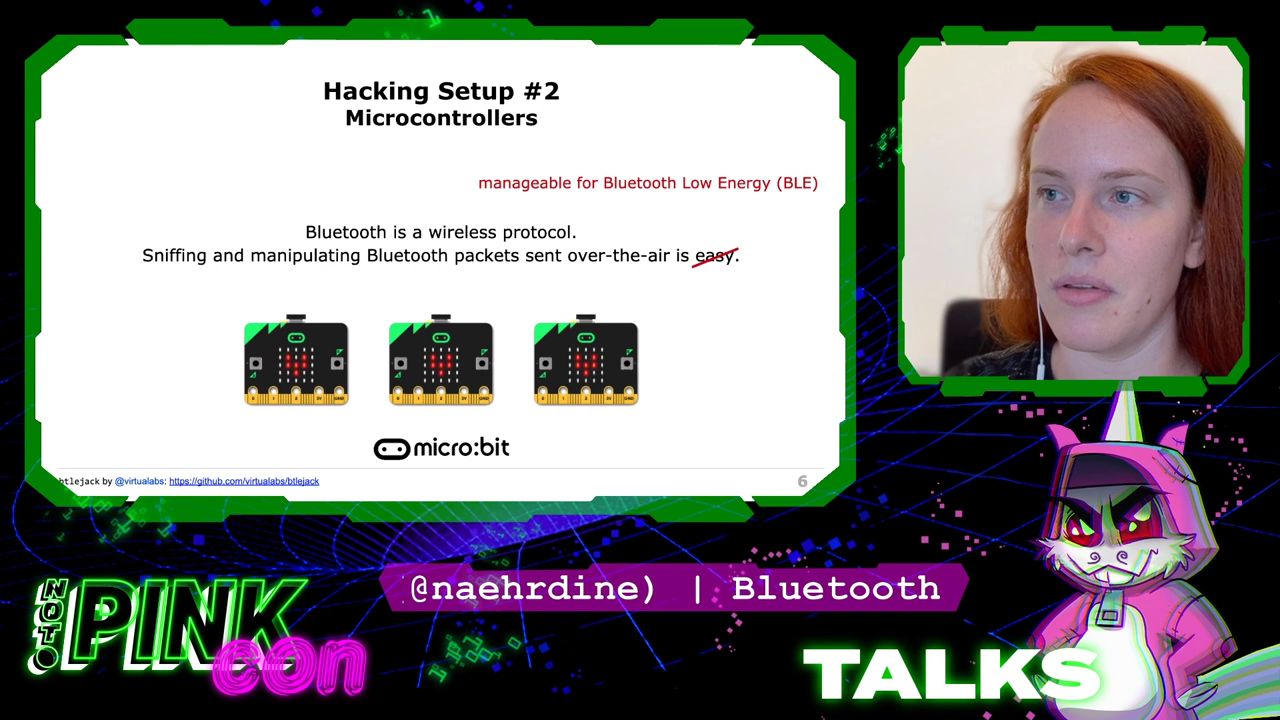 Hacking Setup #2
Microcontrollers
manageable for Bluetooth Low Energy (BLE)
Bluetooth is a wireless protocol.
Sniffing and manipulating Bluetooth packets sent over-the-air is easy.
micro:bit
btlejack by @virtualabs: https://github.com/virtualabs/btlejack
6
NOT PINK
con
@naehrdine) | Bluetooth
TALKS